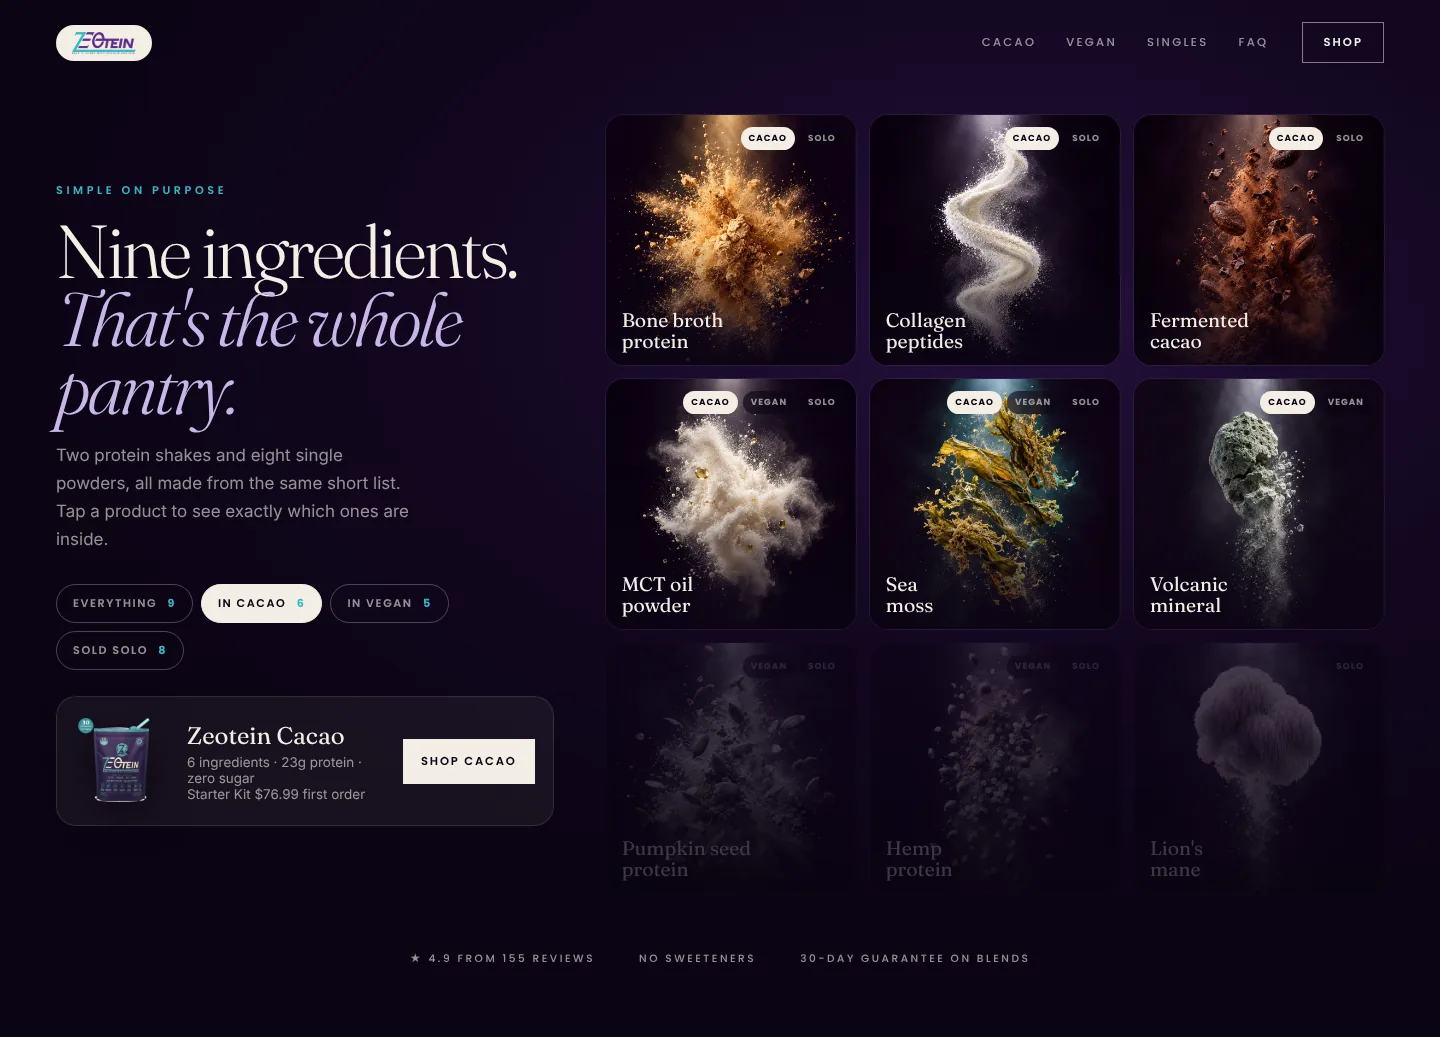 ZEOTEIN
CACAO VEGAN SINGLES FAQ SHOP
SIMPLE ON PURPOSE
Nine ingredients.
That's the whole
pantry.
Two protein shakes and eight single
powders, all made from the same short list.
Tap a product to see exactly which ones are
inside.
EVERYTHING 9 IN CACAO 6 IN VEGAN 5
SOLD SOLO 8
ZEOTEIN
Zeotein Cacao
6 ingredients · 23g protein ·
zero sugar
Starter Kit $76.99 first order
SHOP CACAO
CACAO SOLO
Bone broth
protein
CACAO SOLO
Collagen
peptides
CACAO SOLO
Fermented
cacao
CACAO VEGAN SOLO
MCT oil
powder
CACAO VEGAN SOLO
Sea
moss
CACAO VEGAN
Volcanic
mineral
VEGAN SOLO
Pumpkin seed
protein
VEGAN SOLO
Hemp
protein
SOLO
Lion's
mane
★ 4.9 FROM 155 REVIEWS NO SWEETENERS 30-DAY GUARANTEE ON BLENDS